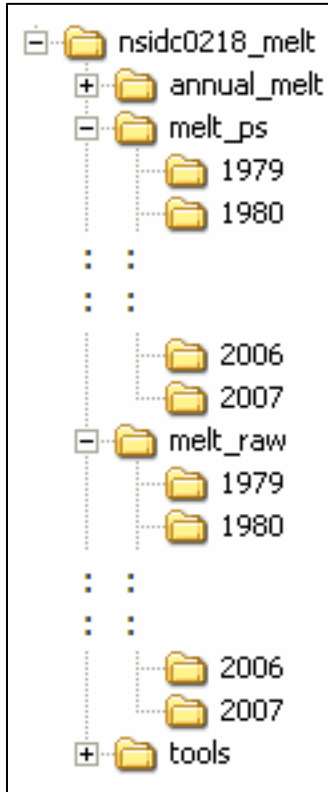 nsidc0218_melt
annual_melt
melt_ps
1979
1980
:  :
:  :
2006
2007
melt_raw
1979
1980
:  :
:  :
2006
2007
tools